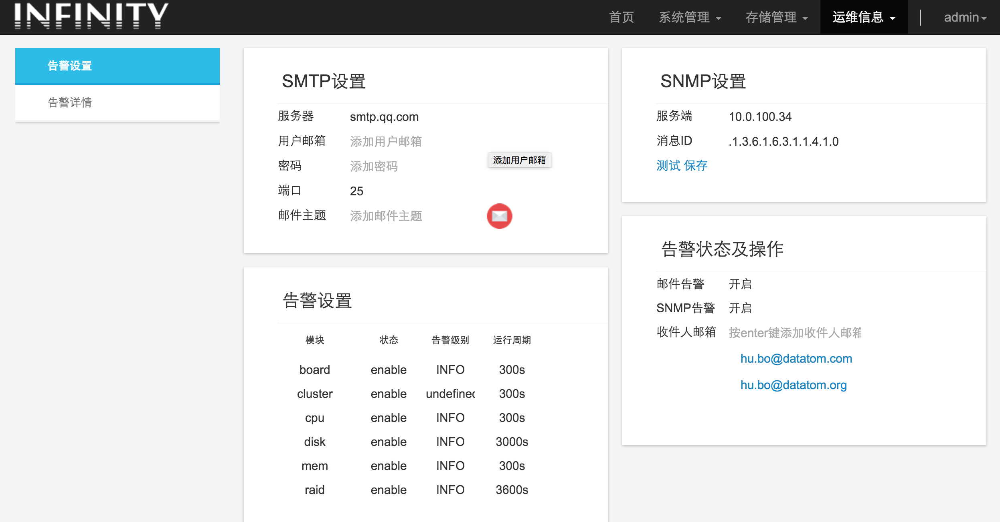 INFINITY
首页 系统管理 存储管理 运维信息 admin
告警设置
告警详情
SMTP设置
服务器 smtp.qq.com
用户邮箱 添加用户邮箱
添加用户邮箱
密码 添加密码
端口 25
邮件主题 添加邮件主题
告警设置
模块 状态 告警级别 运行周期
board enable INFO 300s
cluster enable undefined 300s
cpu enable INFO 300s
disk enable INFO 3000s
mem enable INFO 300s
raid enable INFO 3600s
SNMP设置
服务端 10.0.100.34
消息ID .1.3.6.1.6.3.1.1.4.1.0
测试 保存
告警状态及操作
邮件告警 开启
SNMP告警 开启
收件人邮箱 按enter键添加收件人邮箱
hu.bo@datatom.com
hu.bo@datatom.org